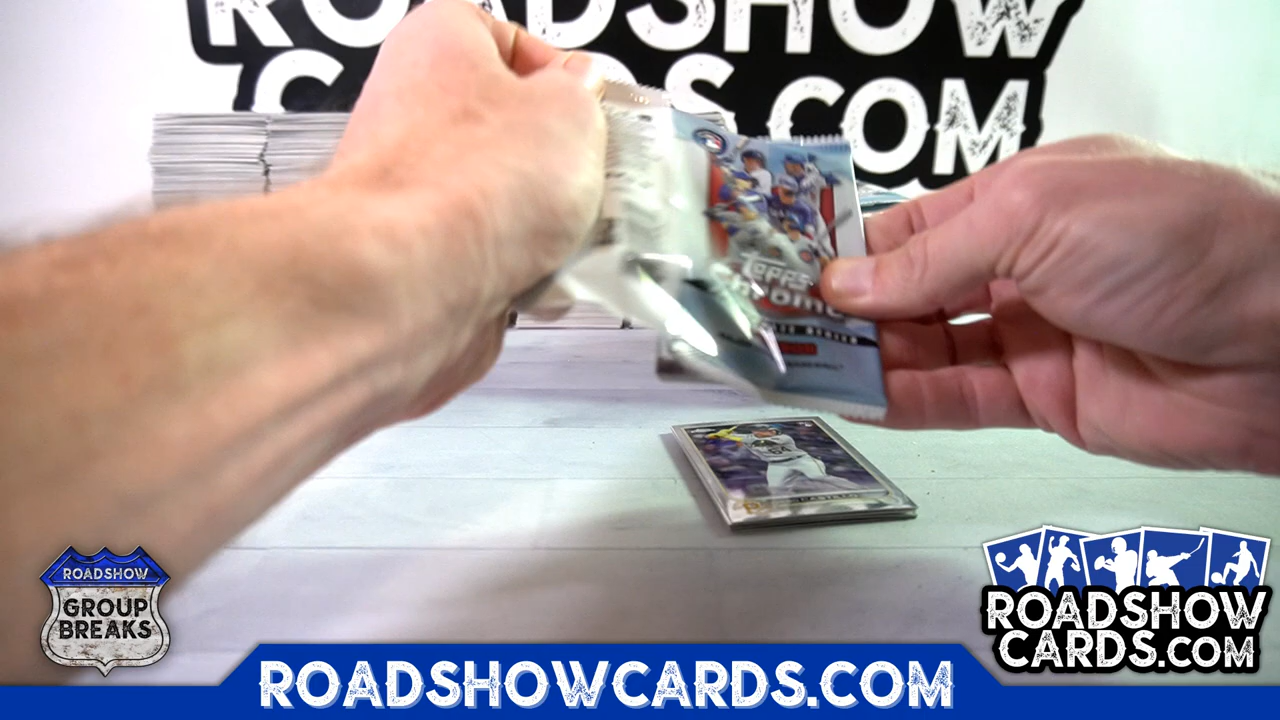 ROADSHOW
CARDS.COM
TOPPS
chrome
ROADSHOW
GROUP
BREAKS
ROADSHOW
CARDS.COM
ROADSHOWCARDS.COM